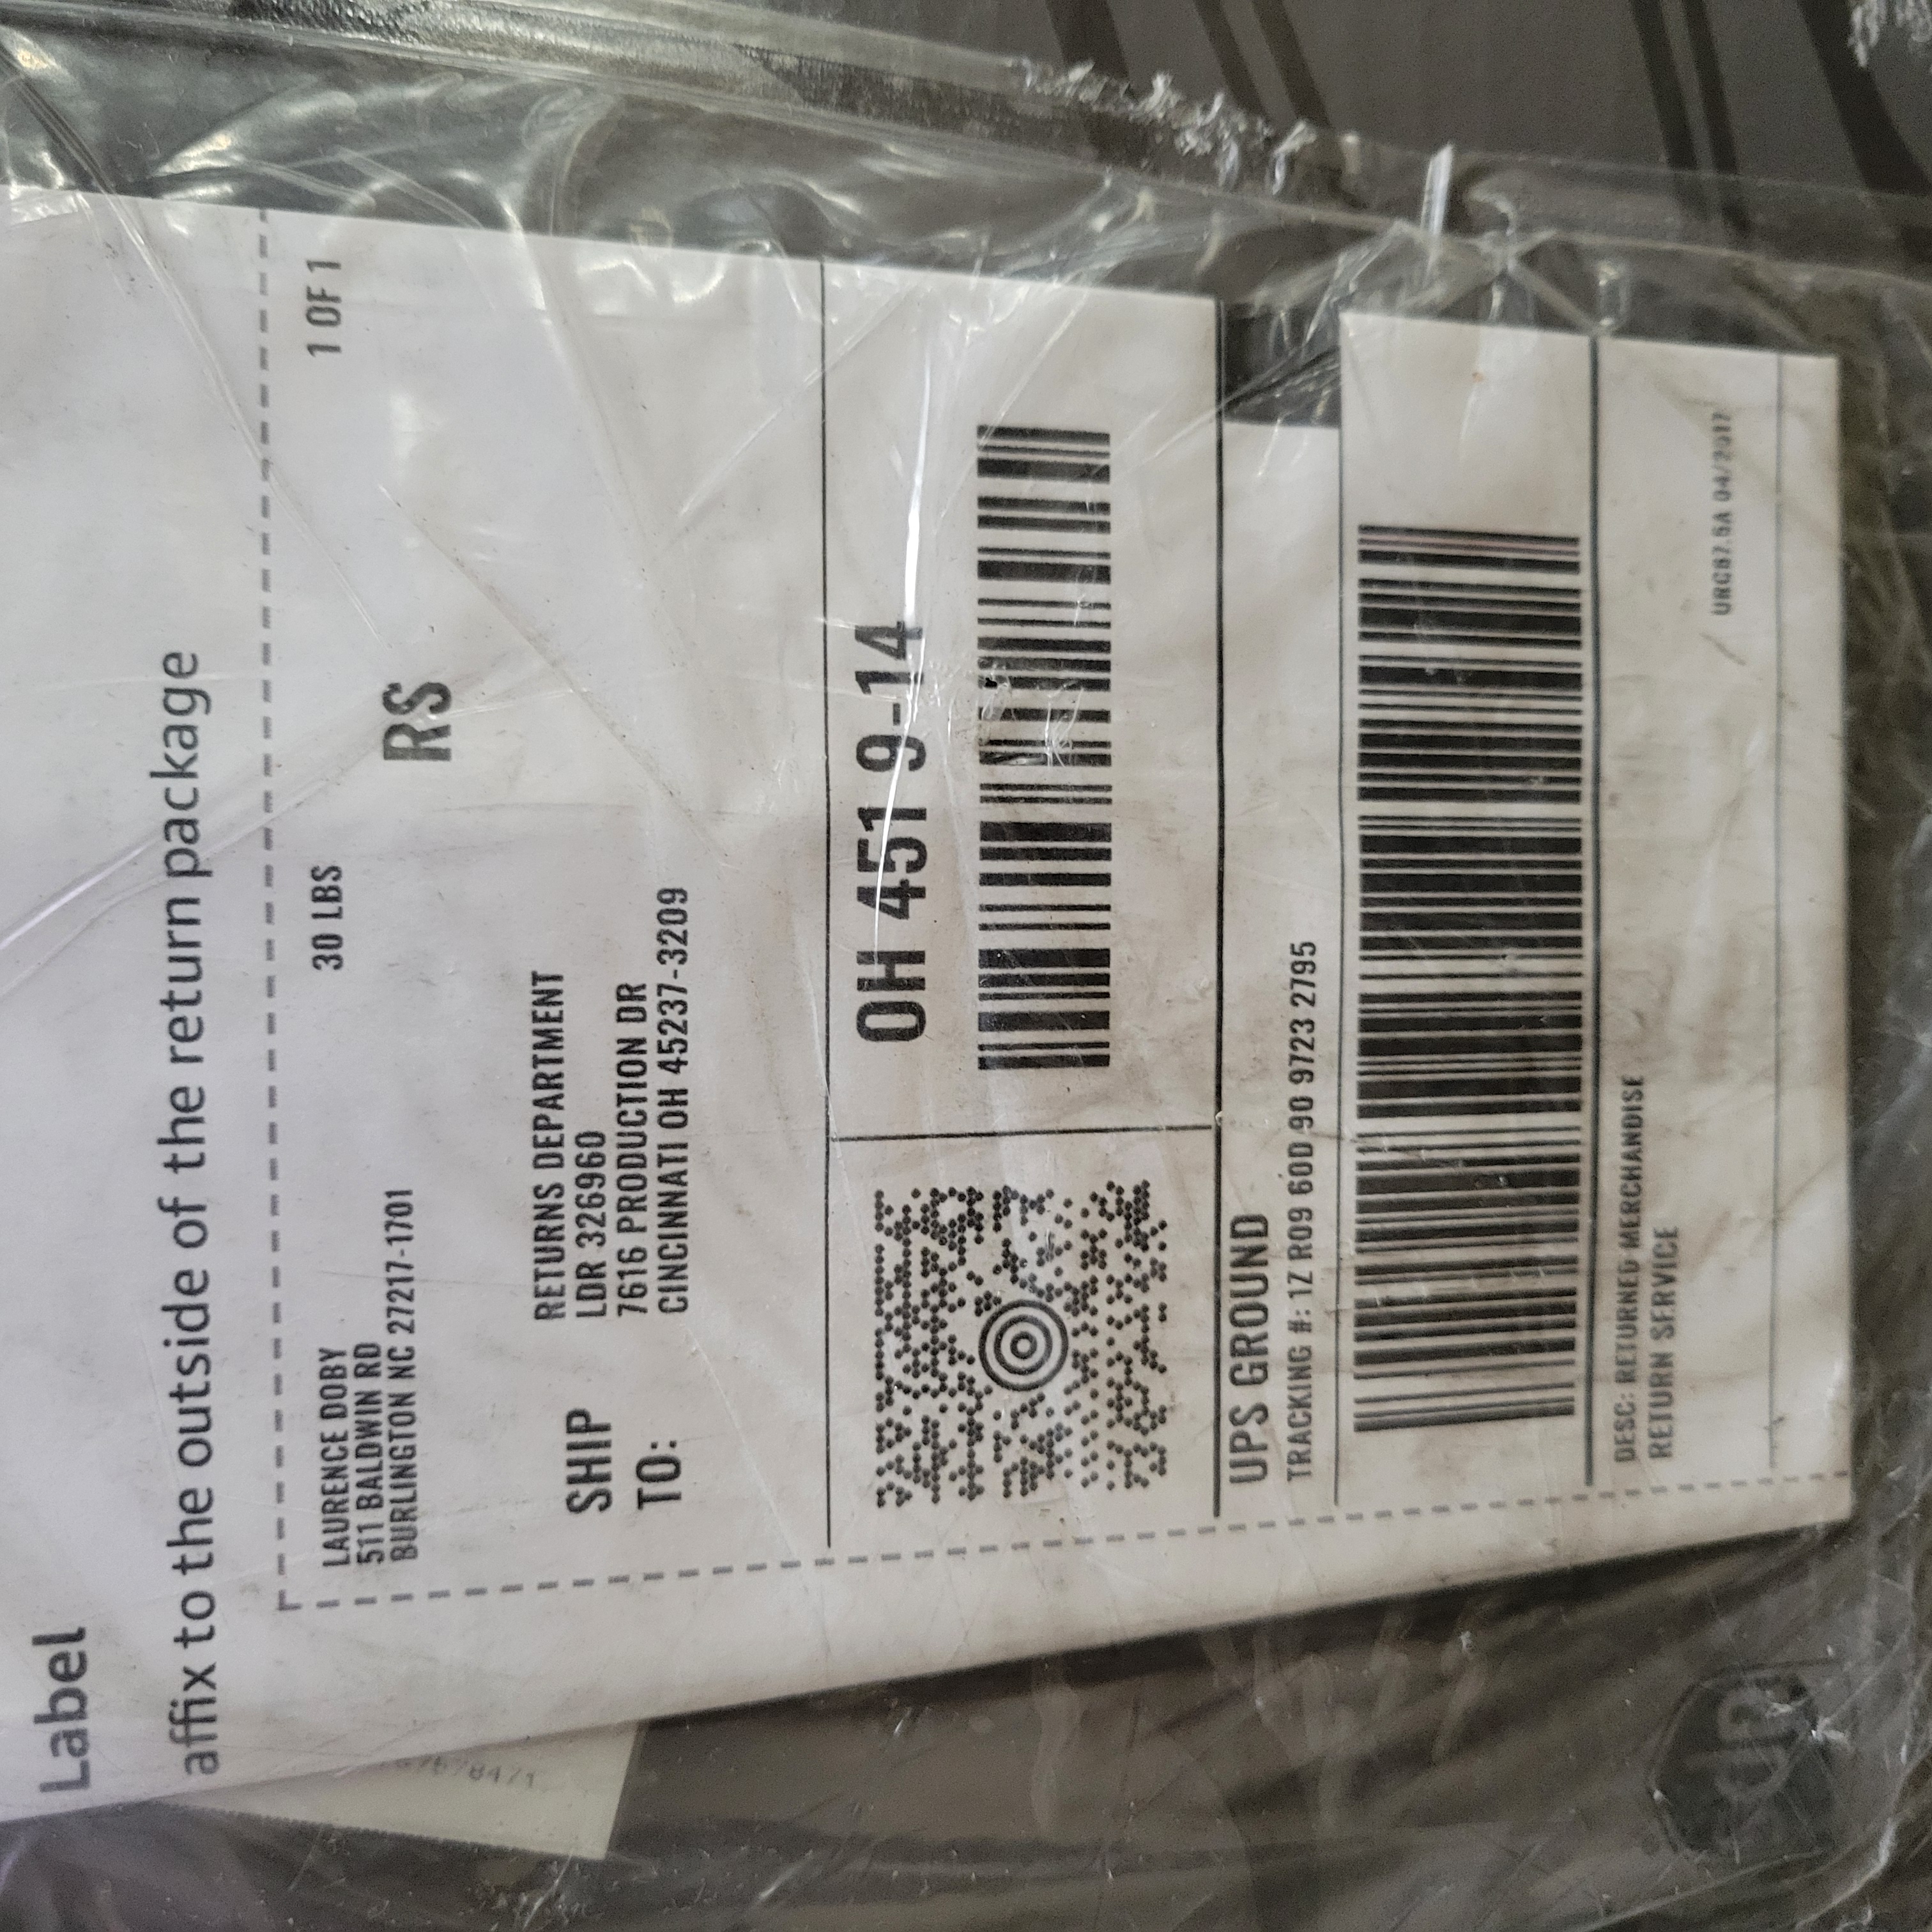 Label
affix to the outside of the return package
LAURENCE DOBY
511 BALDWIN RD
BURLINGTON NC 27217-1701
30 LBS
1 OF 1
RS
SHIP
TO:
RETURNS DEPARTMENT
LDR 326960
7616 PRODUCTION DR
CINCINNATI OH 45237-3209
OH 451 9-14
UPS GROUND
TRACKING #: 1Z R09 60D 90 9723 2795
DESC: RETURNED MERCHANDISE
RETURN SERVICE
04/2017